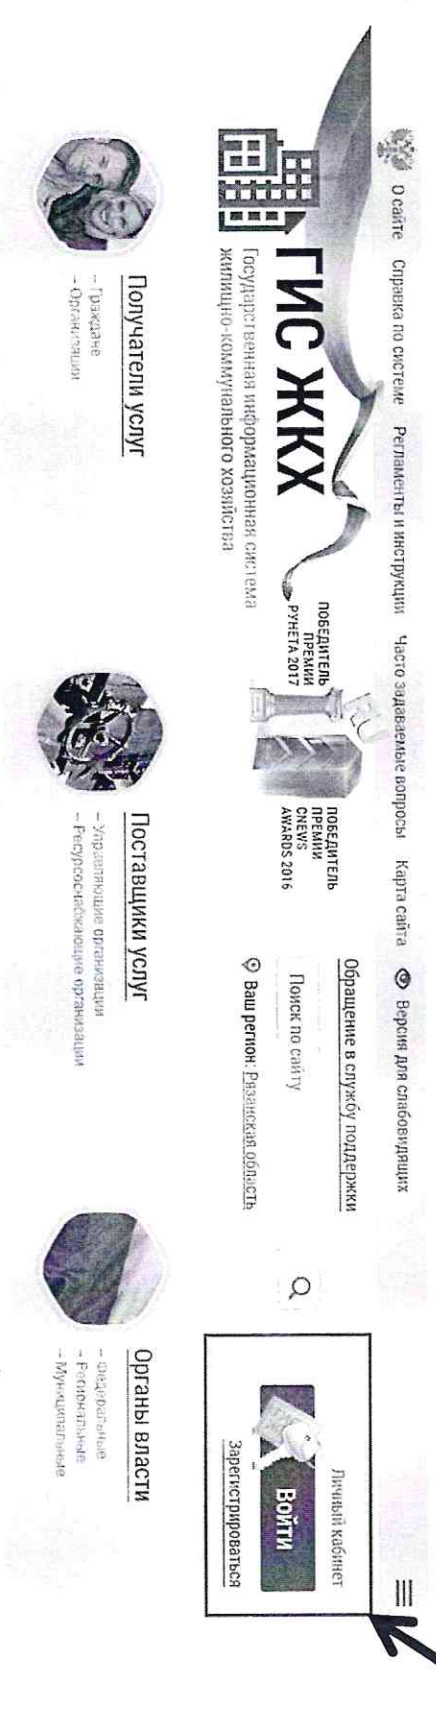 О сайте Справка по системе Регламенты и инструкции Часто задаваемые вопросы Карта сайта Версия для слабовидящих
ГИС ЖКХ
Государственная информационная система
жилищно-коммунального хозяйства
ПОБЕДИТЕЛЬ
ПРЕМИИ
РУНЕТА 2017
ПОБЕДИТЕЛЬ
ПРЕМИИ
CNEWS
AWARDS 2016
Обращение в службу поддержки
Поиск по сайту
Ваш регион: Рязанская область
Личный кабинет
Войти
Зарегистрироваться
Получатели услуг
– Граждане
– Организации
Поставщики услуг
– Управляющие организации
– Ресурсоснабжающие организации
Органы власти
– Федеральные
– Региональные
– Муниципальные